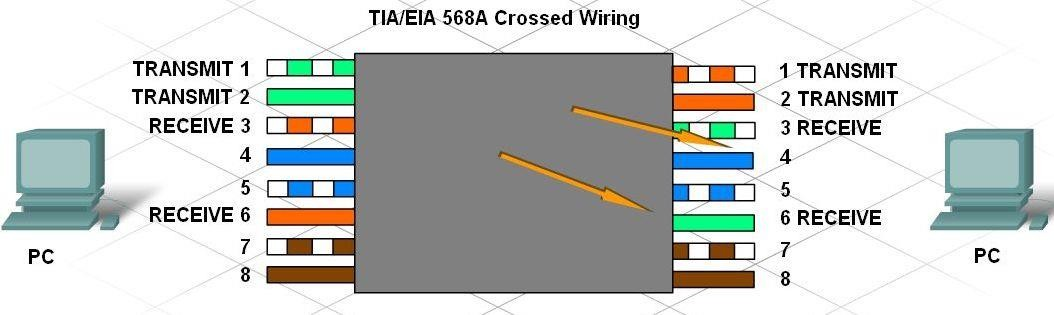 TIA/EIA 568A Crossed Wiring
TRANSMIT 1
TRANSMIT 2
RECEIVE 3
4
5
RECEIVE 6
7
8
PC
1 TRANSMIT
2 TRANSMIT
3 RECEIVE
4
5
6 RECEIVE
7
8
PC